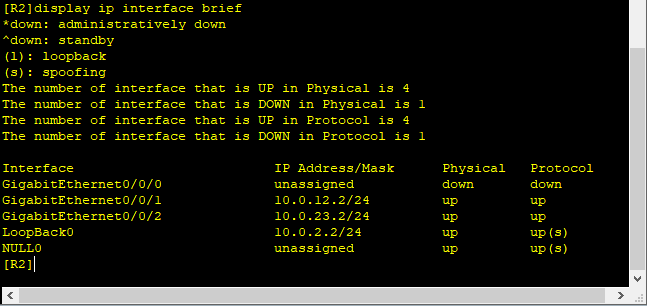 [R2]display ip interface brief
*down: administratively down
^down: standby
(l): loopback
(s): spoofing
The number of interface that is UP in Physical is 4
The number of interface that is DOWN in Physical is 1
The number of interface that is UP in Protocol is 4
The number of interface that is DOWN in Protocol is 1
Interface IP Address/Mask Physical Protocol
GigabitEthernet0/0/0 unassigned down down
GigabitEthernet0/0/1 10.0.12.2/24 up up
GigabitEthernet0/0/2 10.0.23.2/24 up up
LoopBack0 10.0.2.2/24 up up(s)
NULL0 unassigned up up(s)
[R2]